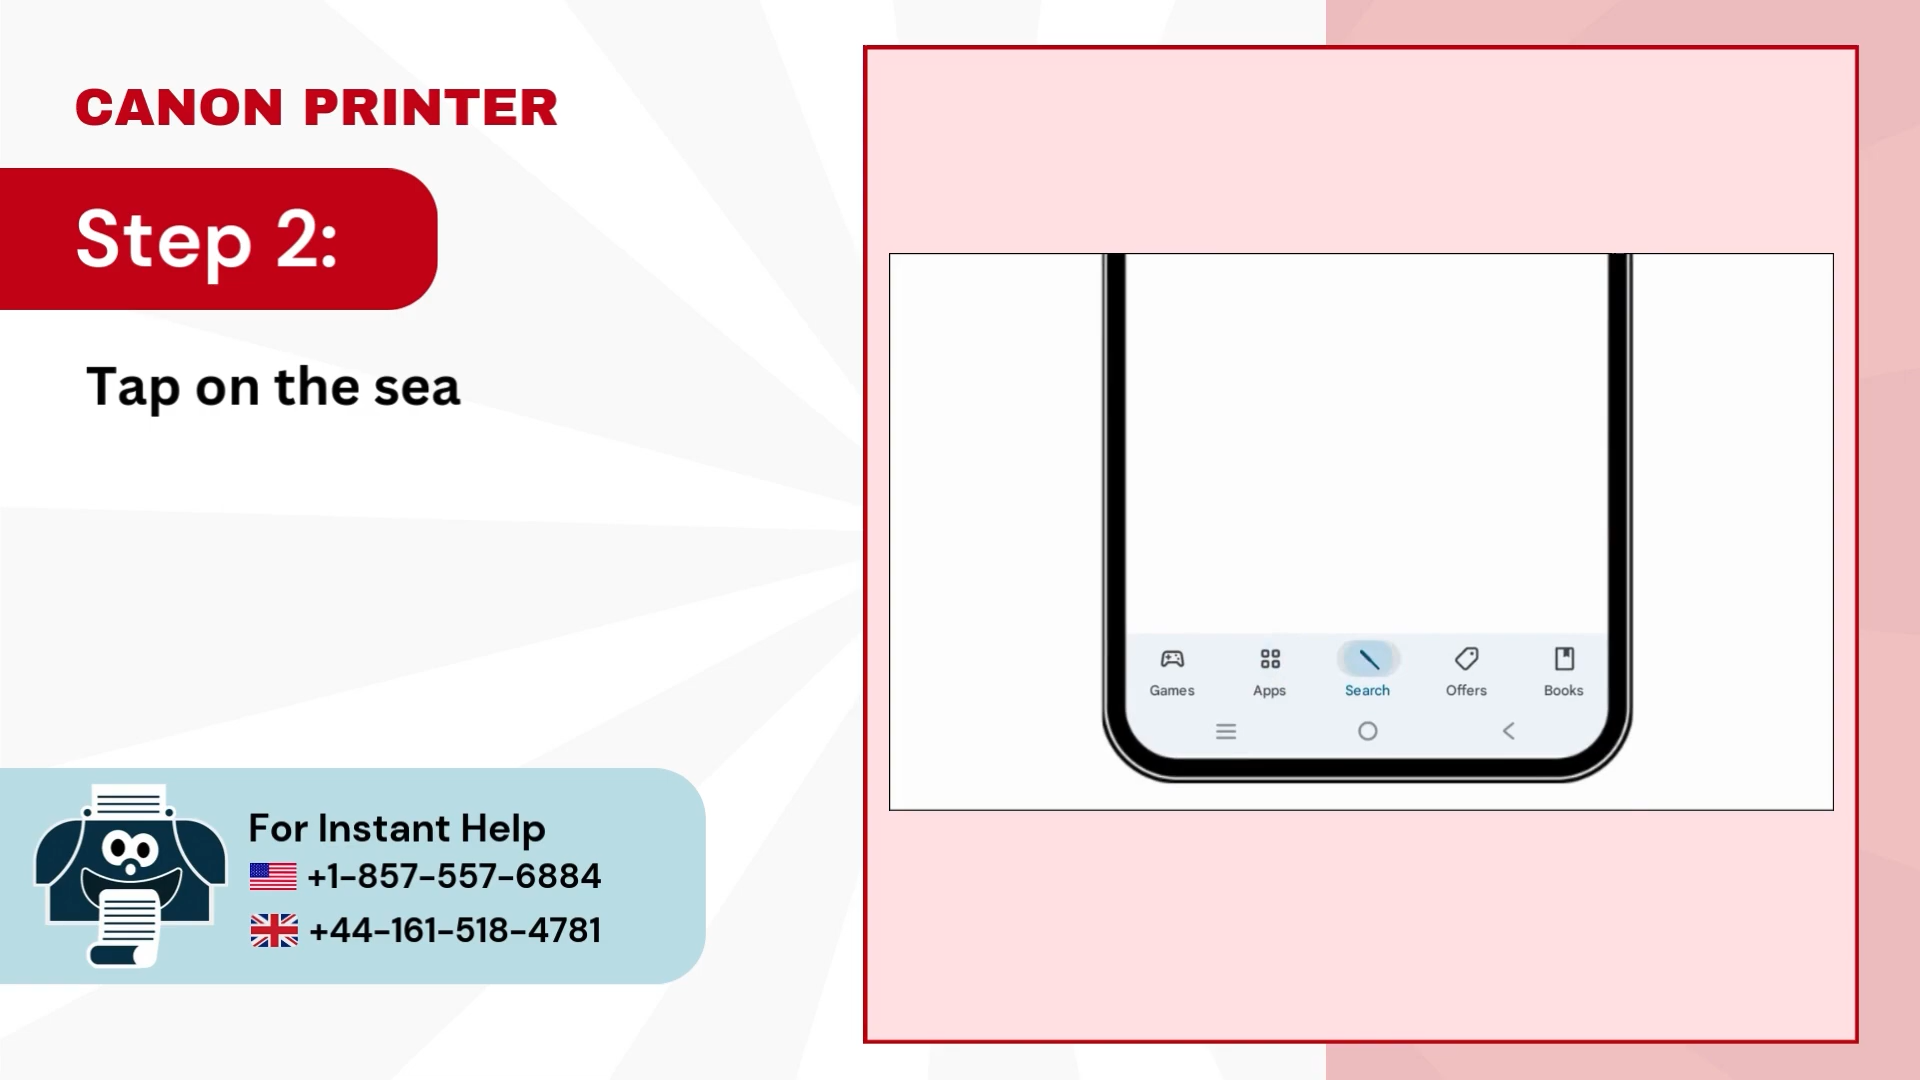 CANON PRINTER
Step 2:
Tap on the sea
Games Apps Search Offers Books
For Instant Help
+1-857-557-6884
+44-161-518-4781